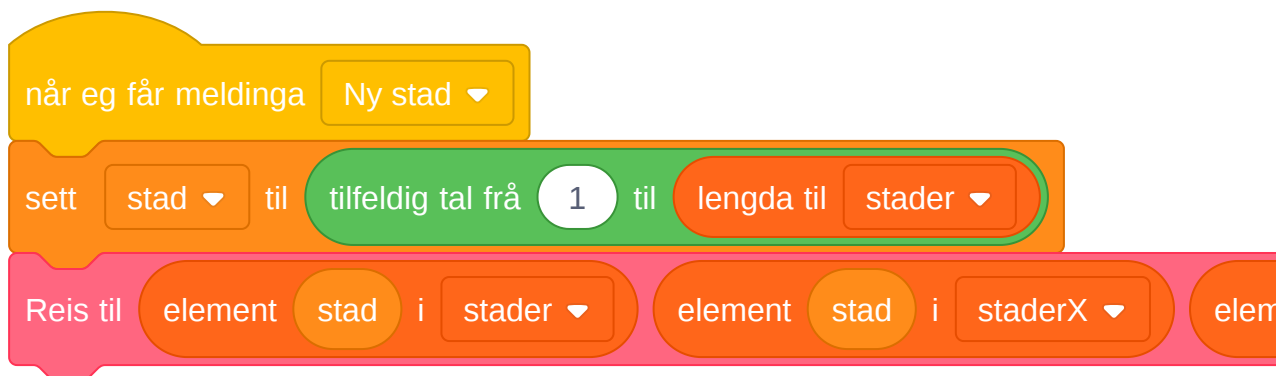 når eg får meldinga Ny stad
sett stad til tilfeldig tal frå 1 til lengda til stader
Reis til element stad i stader element stad i staderX